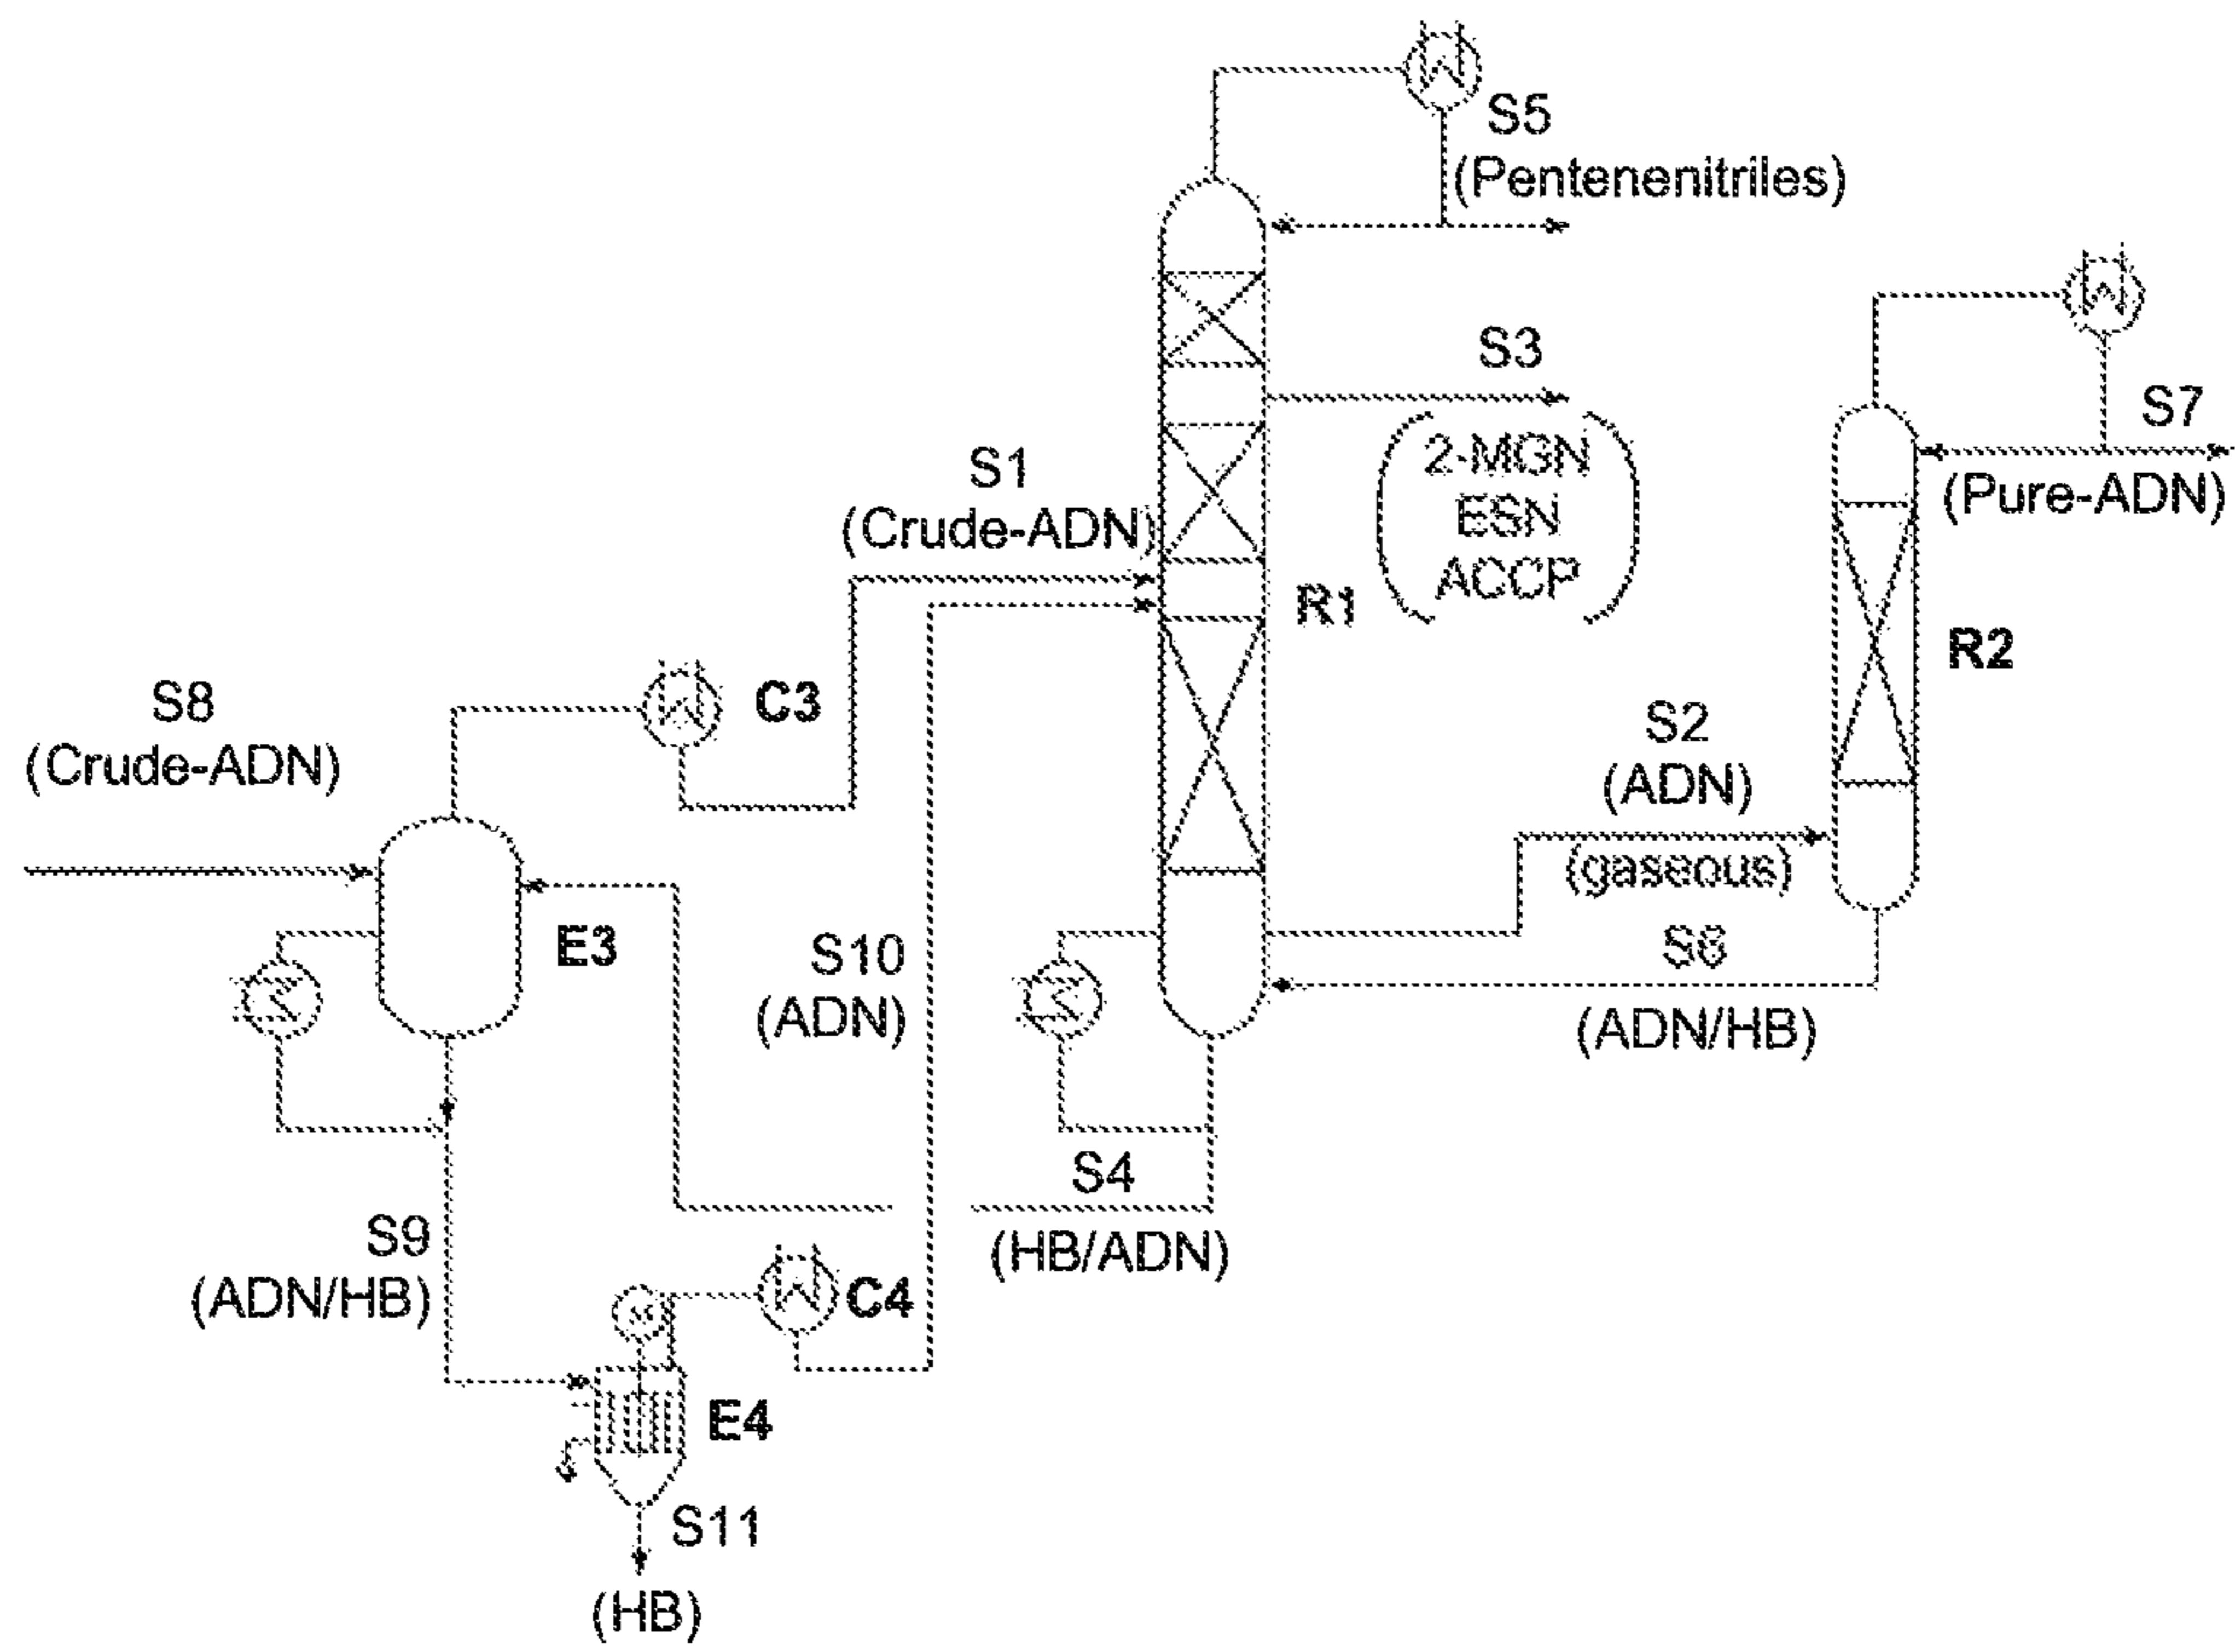 S5
(Pentenenitriles)
S3
2-MGN
ESN
ACCP
S7
(Pure-ADN)
S1
(Crude-ADN)
R1
R2
C3
S8
(Crude-ADN)
S2
(ADN)
(gaseous)
E3
S10
(ADN)
S6
(ADN/HB)
S4
(HB/ADN)
S9
(ADN/HB)
M
C4
E4
S11
(HB)